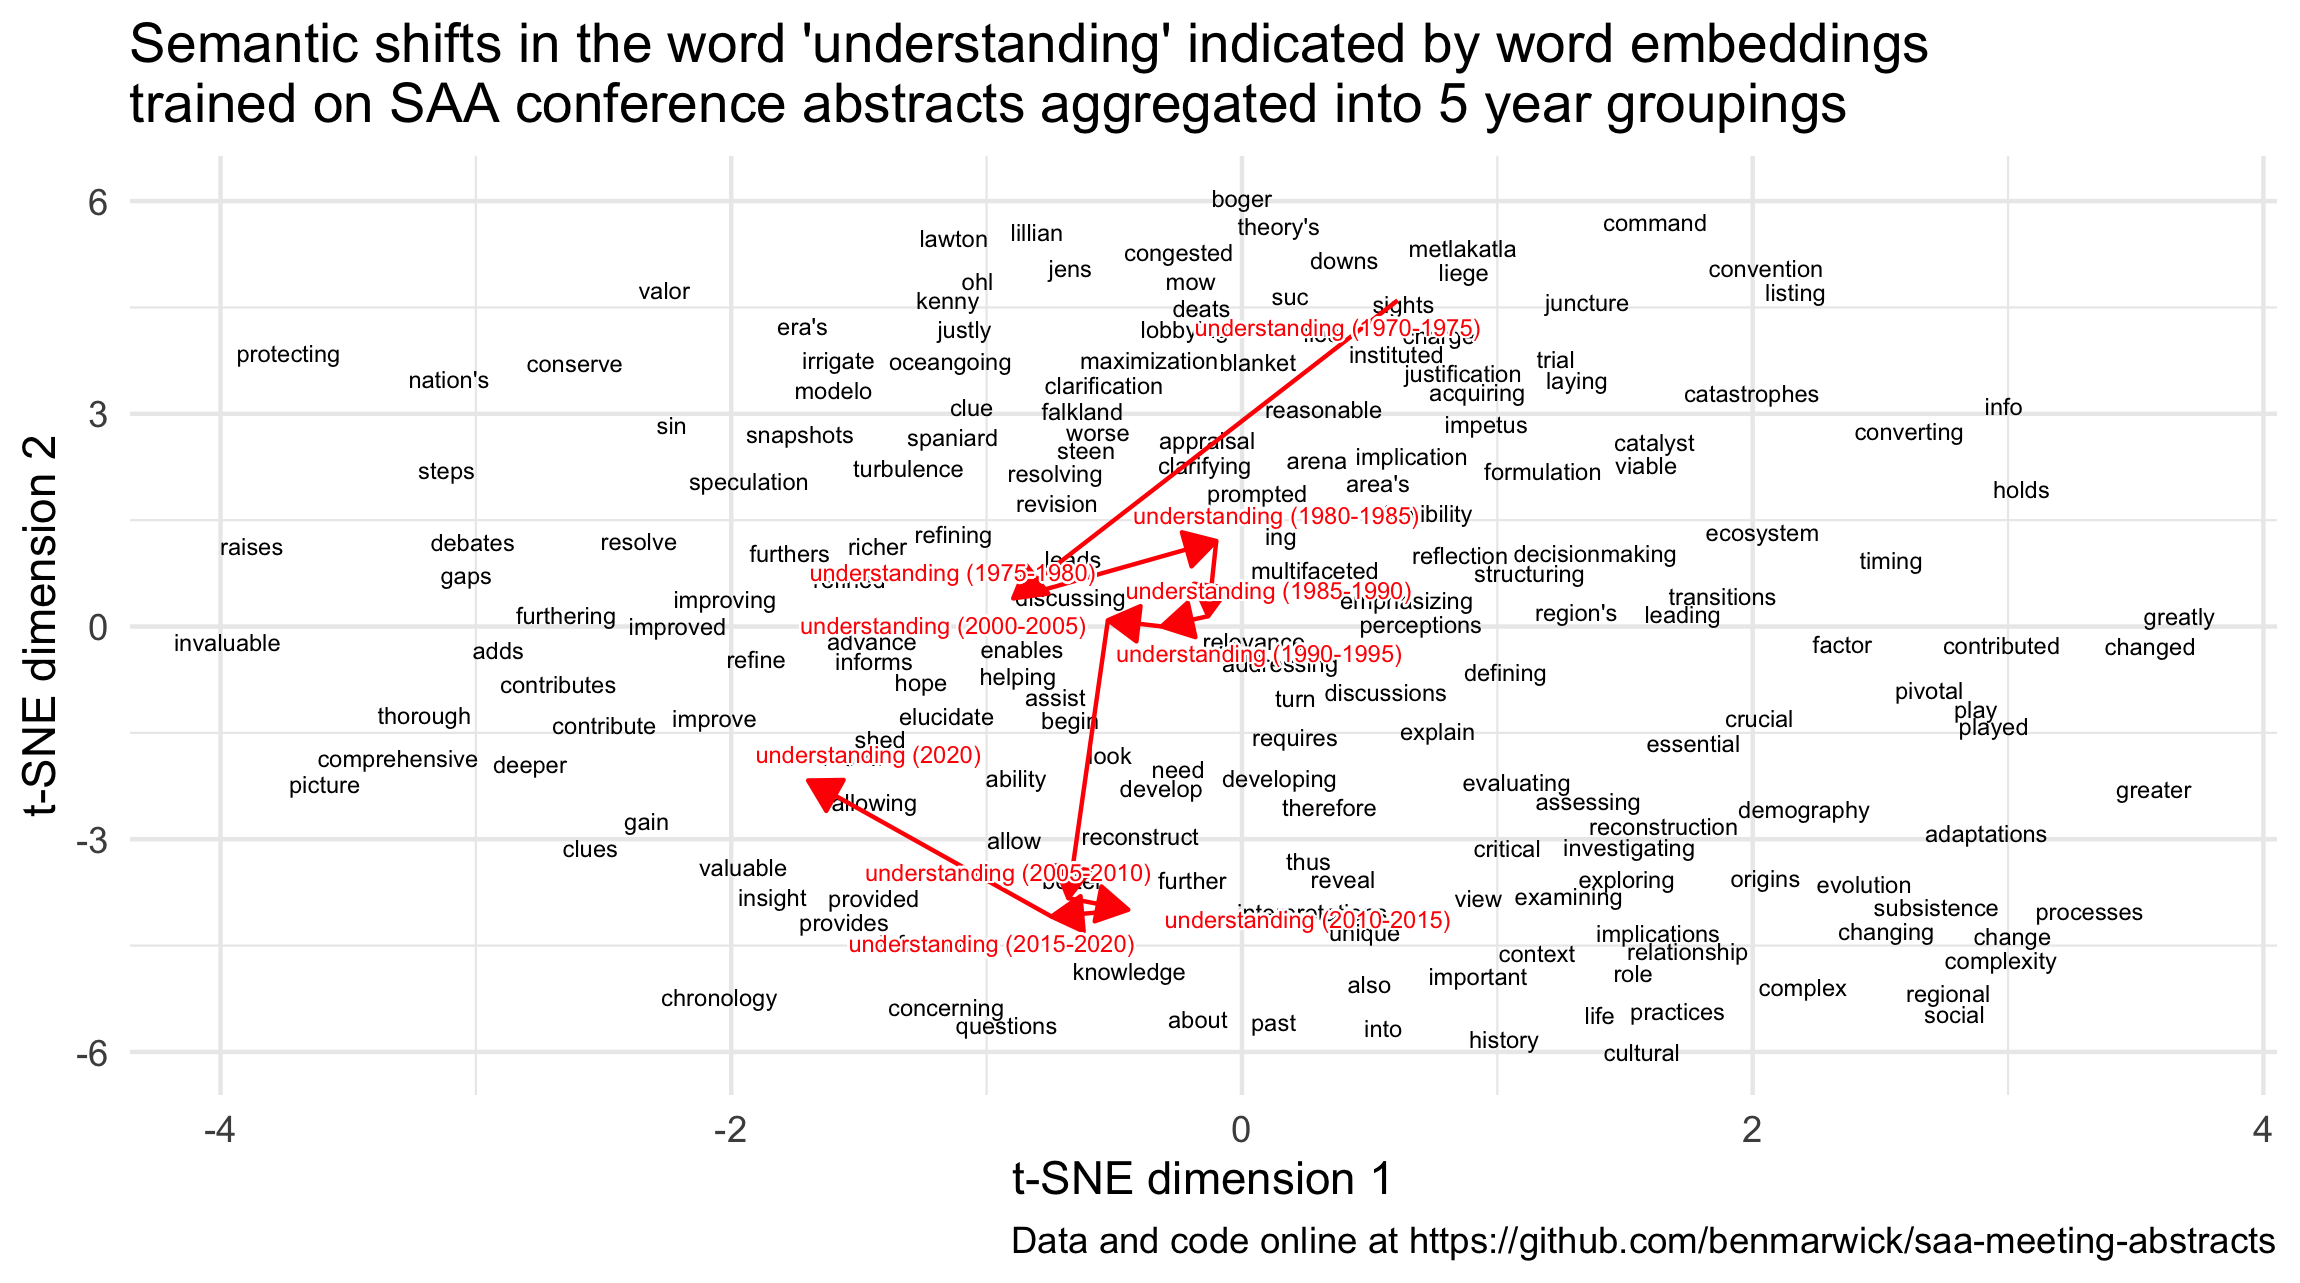 Semantic shifts in the word 'understanding' indicated by word embeddings
trained on SAA conference abstracts aggregated into 5 year groupings
t-SNE dimension 2
6
3
0
-3
-6
boger
theory's
command
lawton
lillian
congested
downs
metlakatla
liege
convention
listing
jens
ohl
mow
valor
kenny
deats
suc
sights
juncture
era's
justly
understanding (1970-1975)
charge
protecting
nation's
conserve
irrigate
oceangoing
maximization
blanket
instituted
trial
modelo
clarification
justification
laying
acquiring
catastrophes
clue
falkland
reasonable
info
sin
snapshots
spaniard
worse
appraisal
impetus
catalyst
converting
steen
steps
turbulence
resolving
clarifying
arena
implication
formulation
viable
speculation
area's
holds
revision
prompted
understanding (1980-1985)
raises
debates
resolve
furthers
richer
refining
leads
ing
ecosystem
gaps
understanding (1975-1980)
refined
multifaceted
reflection
decisionmaking
timing
structuring
improving
discussing
understanding (1985-1990)
emphasizing
transitions
furthering
improved
understanding (2000-2005)
perceptions
region's
leading
greatly
invaluable
adds
advance
enables
relevance
factor
contributed
changed
refine
informs
understanding (1990-1995)
addressing
contributes
hope
helping
defining
assist
turn
discussions
pivotal
thorough
contribute
improve
elucidate
begin
crucial
play
played
shed
requires
explain
essential
comprehensive
deeper
understanding (2020)
look
need
picture
ability
develop
developing
evaluating
greater
allowing
therefore
assessing
demography
gain
clues
allow
reconstruct
reconstruction
adaptations
critical
investigating
valuable
understanding (2005-2010)
better
further
thus
reveal
exploring
origins
evolution
insight
provided
view
examining
provides
interpretations
understanding (2010-2015)
subsistence
processes
understanding (2015-2020)
unique
implications
changing
change
context
relationship
knowledge
important
role
complexity
chronology
also
complex
regional
concerning
questions
about
past
into
life
practices
social
history
cultural
-4
-2
0
2
4
t-SNE dimension 1
Data and code online at https://github.com/benmarwick/saa-meeting-abstracts